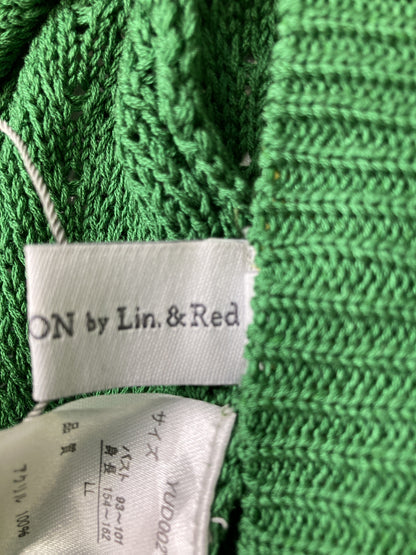 ON by Lin. & Red
YUD002
サイズ
バスト 93～101
身長 154～162
LL
品質
アクリル 100%